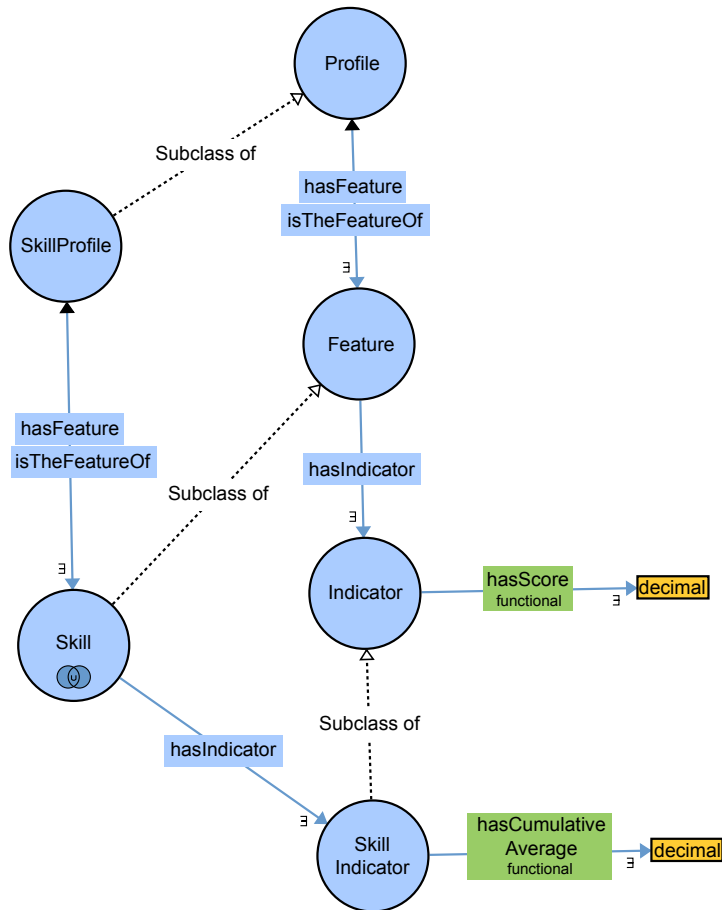 Profile
Subclass of
hasFeature
isTheFeatureOf
SkillProfile
∃
Feature
hasFeature
isTheFeatureOf
hasIndicator
Subclass of
∃
∃
Indicator
hasScore
functional
∃
decimal
Skill
∪
Subclass of
hasIndicator
∃
Skill
Indicator
hasCumulative
Average
functional
∃
decimal